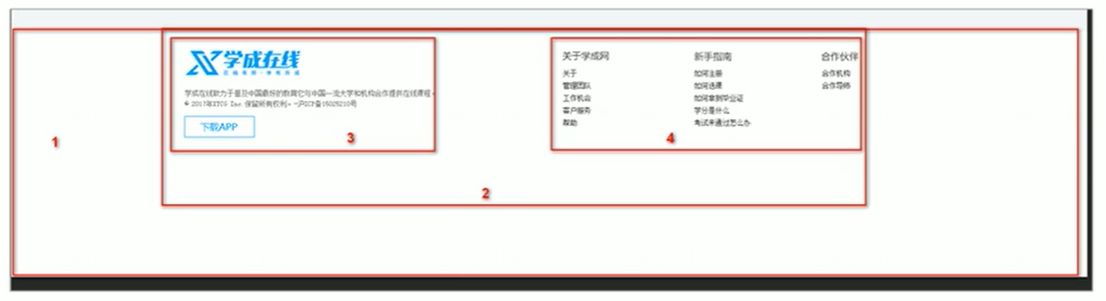 学成在线
学成在线致力于普及中国最好的教育它与中国一流大学和机构合作提供在线课程。
© 2017年XTCG Inc.保留所有权利。-沪ICP备15025210号
下载APP
3
关于学成网
关于
管理团队
工作机会
客户服务
帮助
新手指南
如何注册
如何选课
如何拿到毕业证
学分是什么
考试未通过怎么办
合作伙伴
合作机构
合作导师
4
1
2